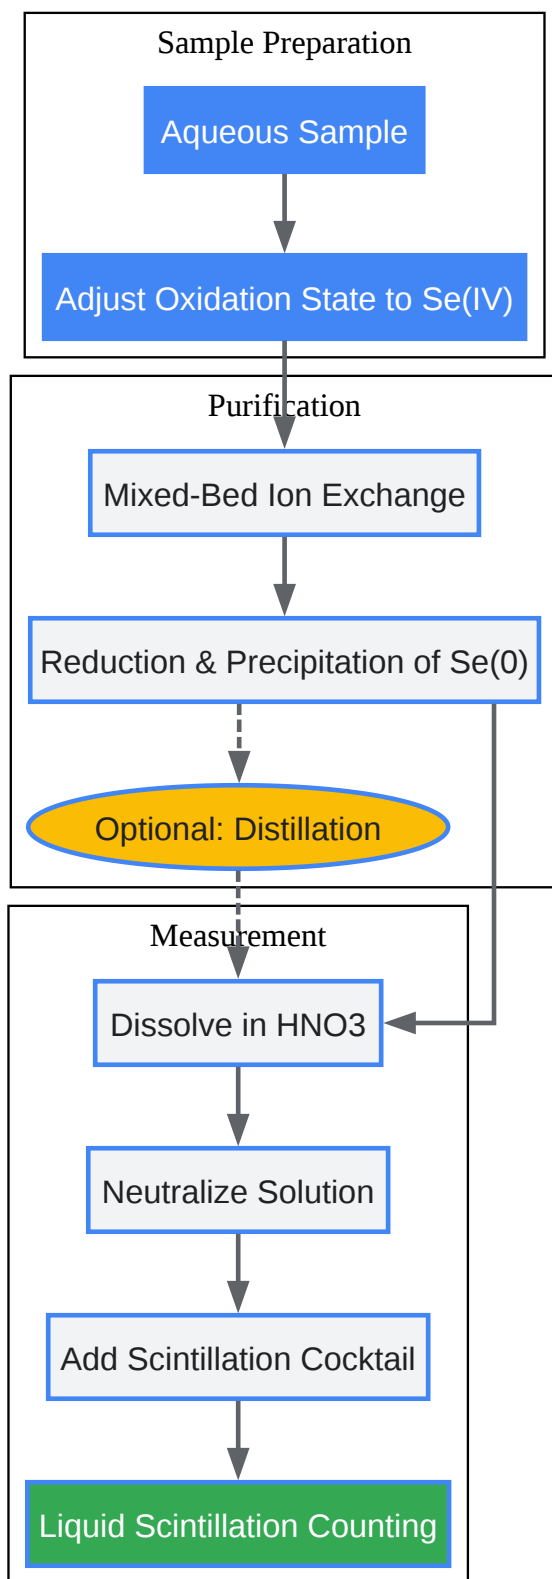 Sample Preparation
Aqueous Sample
Adjust Oxidation State to Se(IV)
Purification
Mixed-Bed Ion Exchange
Reduction & Precipitation of Se(0)
Optional: Distillation
Measurement
Dissolve in HNO3
Neutralize Solution
Add Scintillation Cocktail
Liquid Scintillation Counting